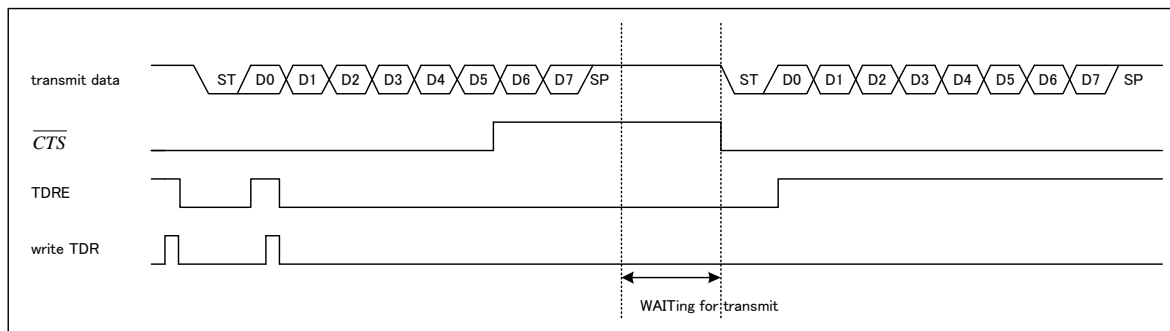 transmit data ST D0 D1 D2 D3 D4 D5 D6 D7 SP ST D0 D1 D2 D3 D4 D5 D6 D7 SP
CTS
TDRE
write TDR
WAITing for transmit